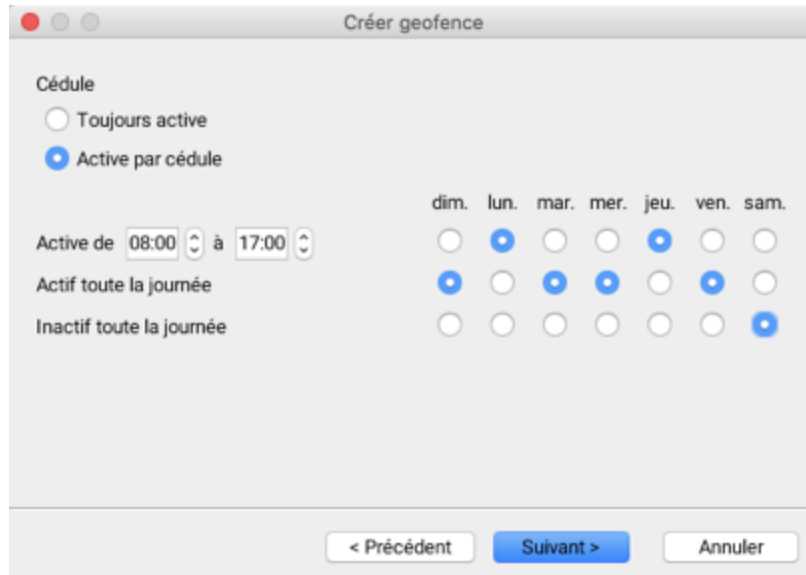 Créer geofence
Cédule
Toujours active
Active par cédule
dim. lun. mar. mer. jeu. ven. sam.
Active de 08:00 à 17:00
Actif toute la journée
Inactif toute la journée
< Précédent Suivant > Annuler